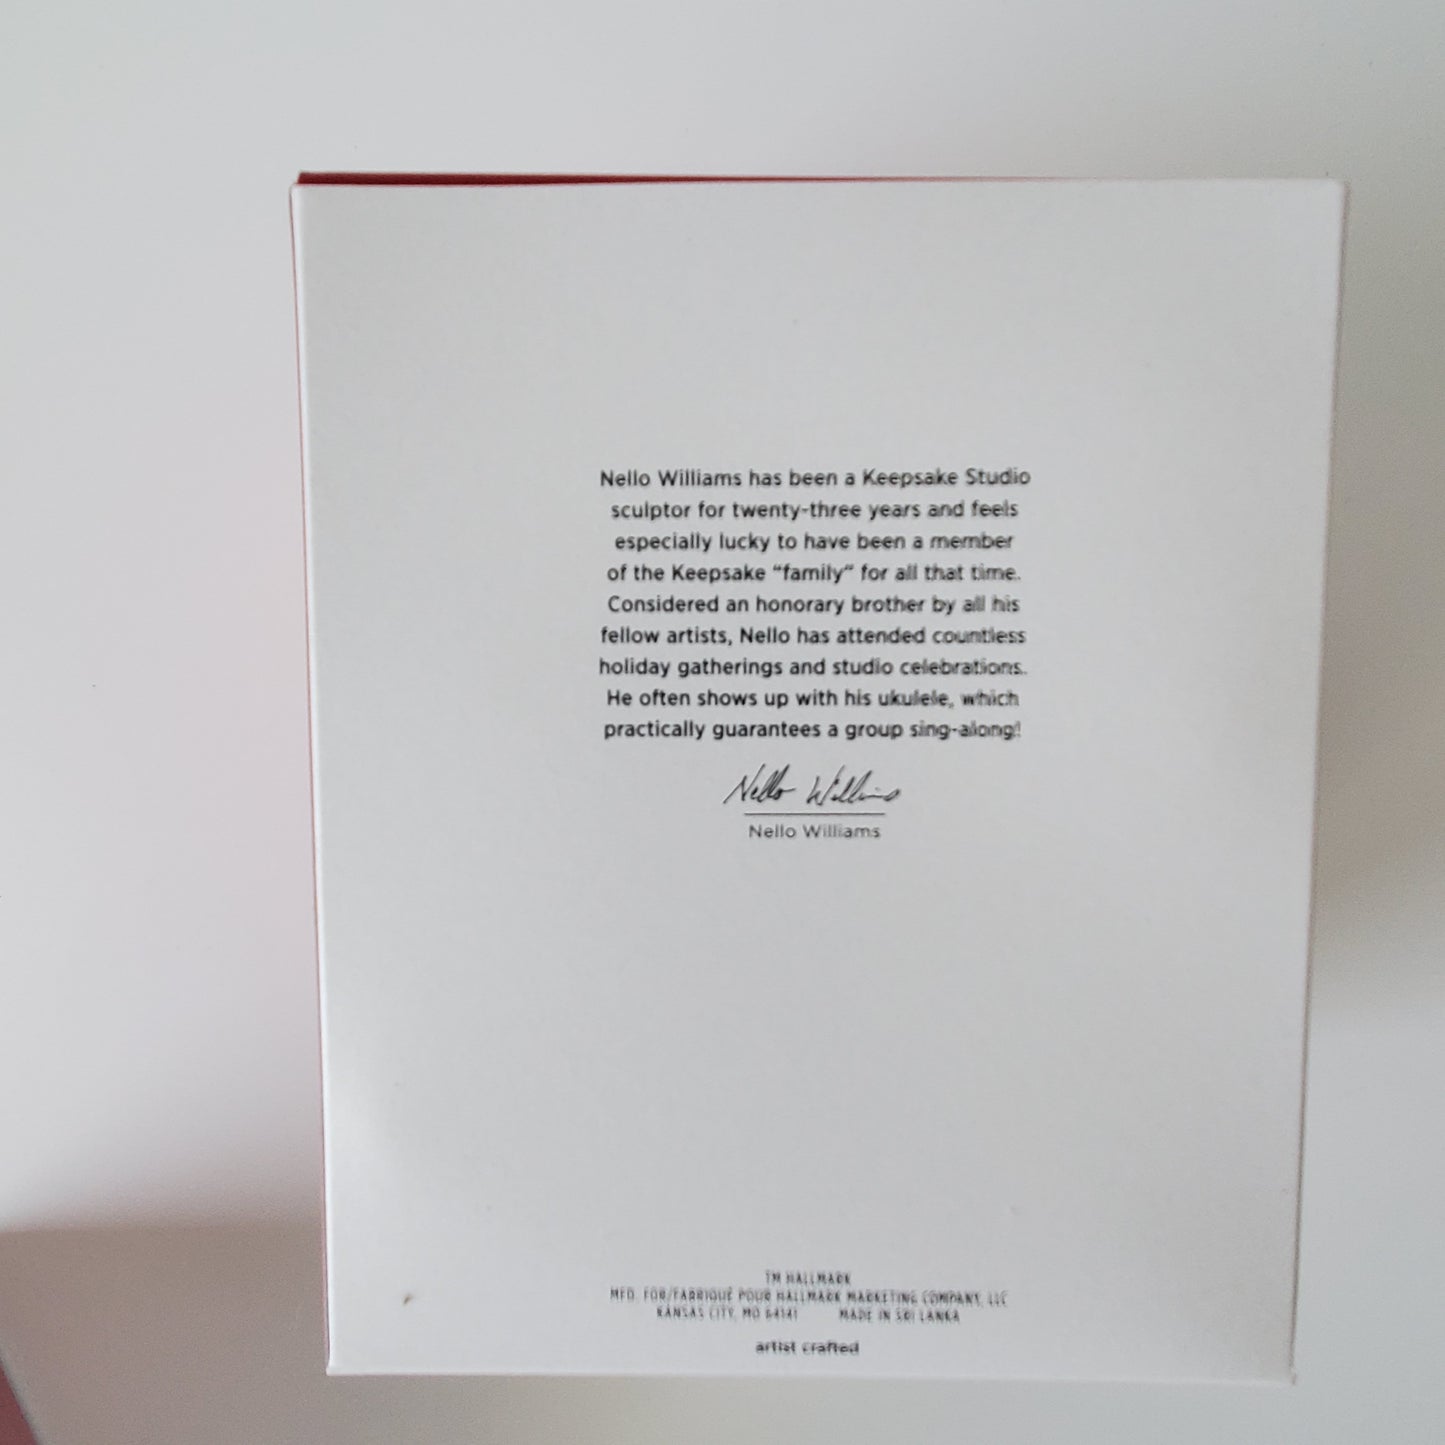 Nello Williams has been a Keepsake Studio
sculptor for twenty-three years and feels
especially lucky to have been a member
of the Keepsake “family” for all that time.
Considered an honorary brother by all his
fellow artists, Nello has attended countless
holiday gatherings and studio celebrations.
He often shows up with his ukulele, which
practically guarantees a group sing-along!
Nello Williams
Nello Williams
TM HALLMARK
MFD. FOR/FABRIQUÉ POUR HALLMARK MARKETING COMPANY, LLC
KANSAS CITY, MO 64141 MADE IN SRI LANKA
artist crafted